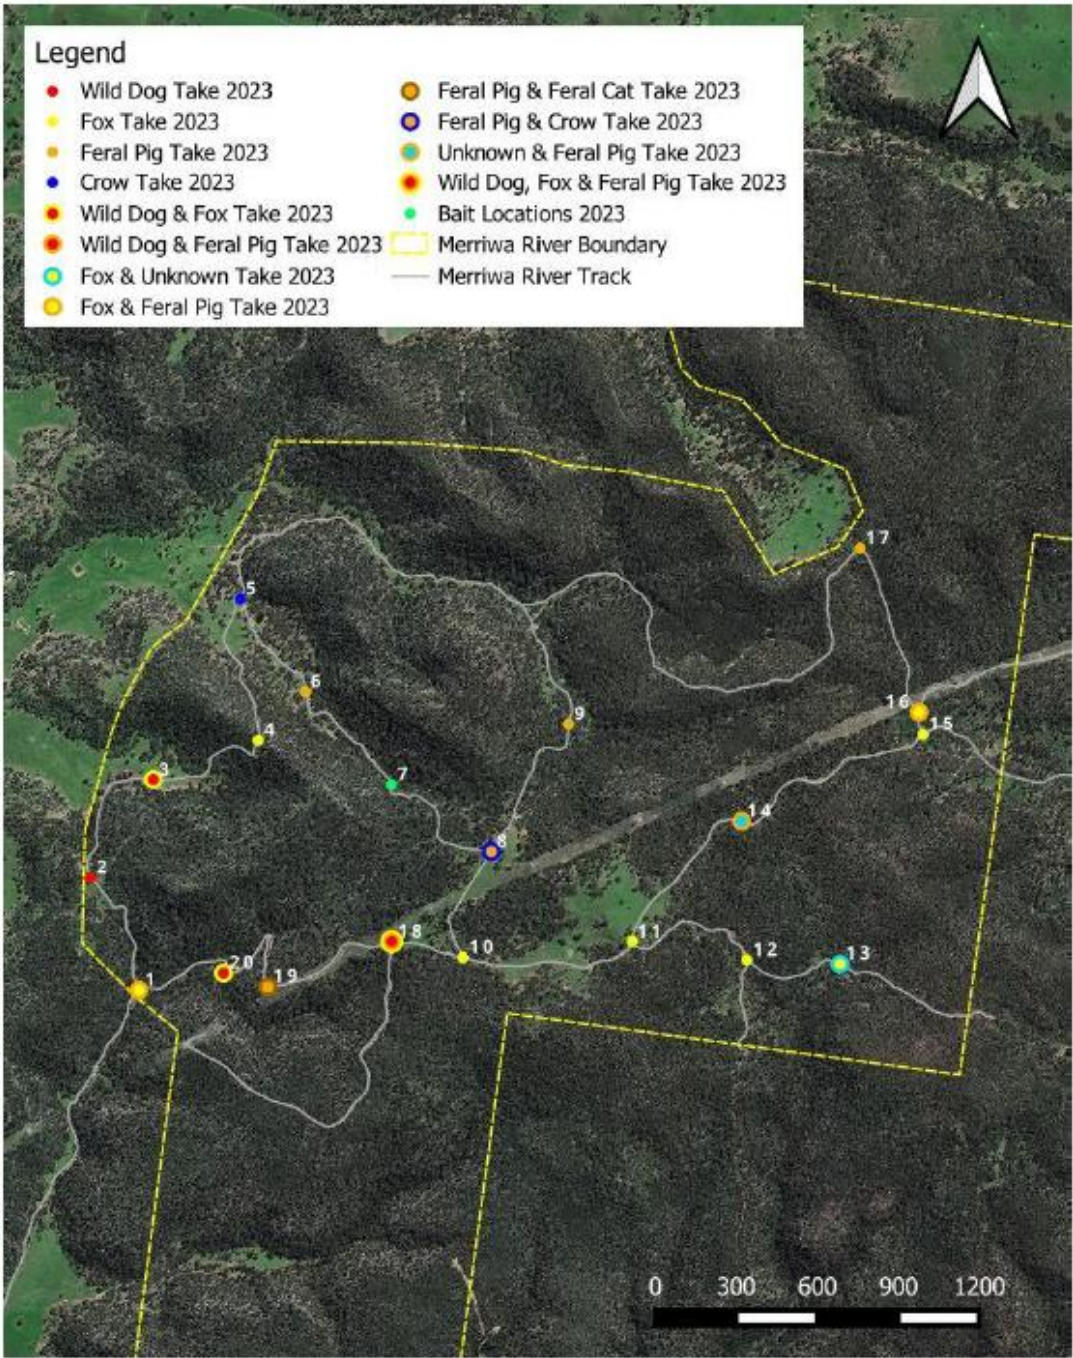 Legend
Wild Dog Take 2023
Fox Take 2023
Feral Pig Take 2023
Crow Take 2023
Wild Dog & Fox Take 2023
Wild Dog & Feral Pig Take 2023
Fox & Unknown Take 2023
Fox & Feral Pig Take 2023
Feral Pig & Feral Cat Take 2023
Feral Pig & Crow Take 2023
Unknown & Feral Pig Take 2023
Wild Dog, Fox & Feral Pig Take 2023
Bait Locations 2023
Merriwa River Boundary
Merriwa River Track
17
5
6
16
9
15
4
3
7
14
8
2
18
11
10
12
13
20
19
1
0 300 600 900 1200